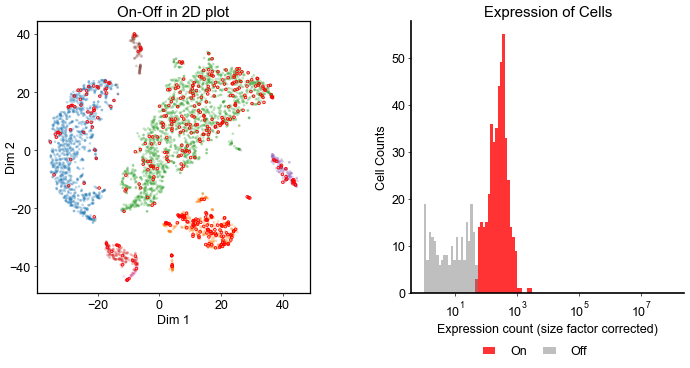 On-Off in 2D plot
Dim 2
40
20
0
−20
−40
−20
0
20
40
Dim 1
Expression of Cells
Cell Counts
50
40
30
20
10
0
10^1
10^3
10^5
10^7
Expression count (size factor corrected)
On
Off